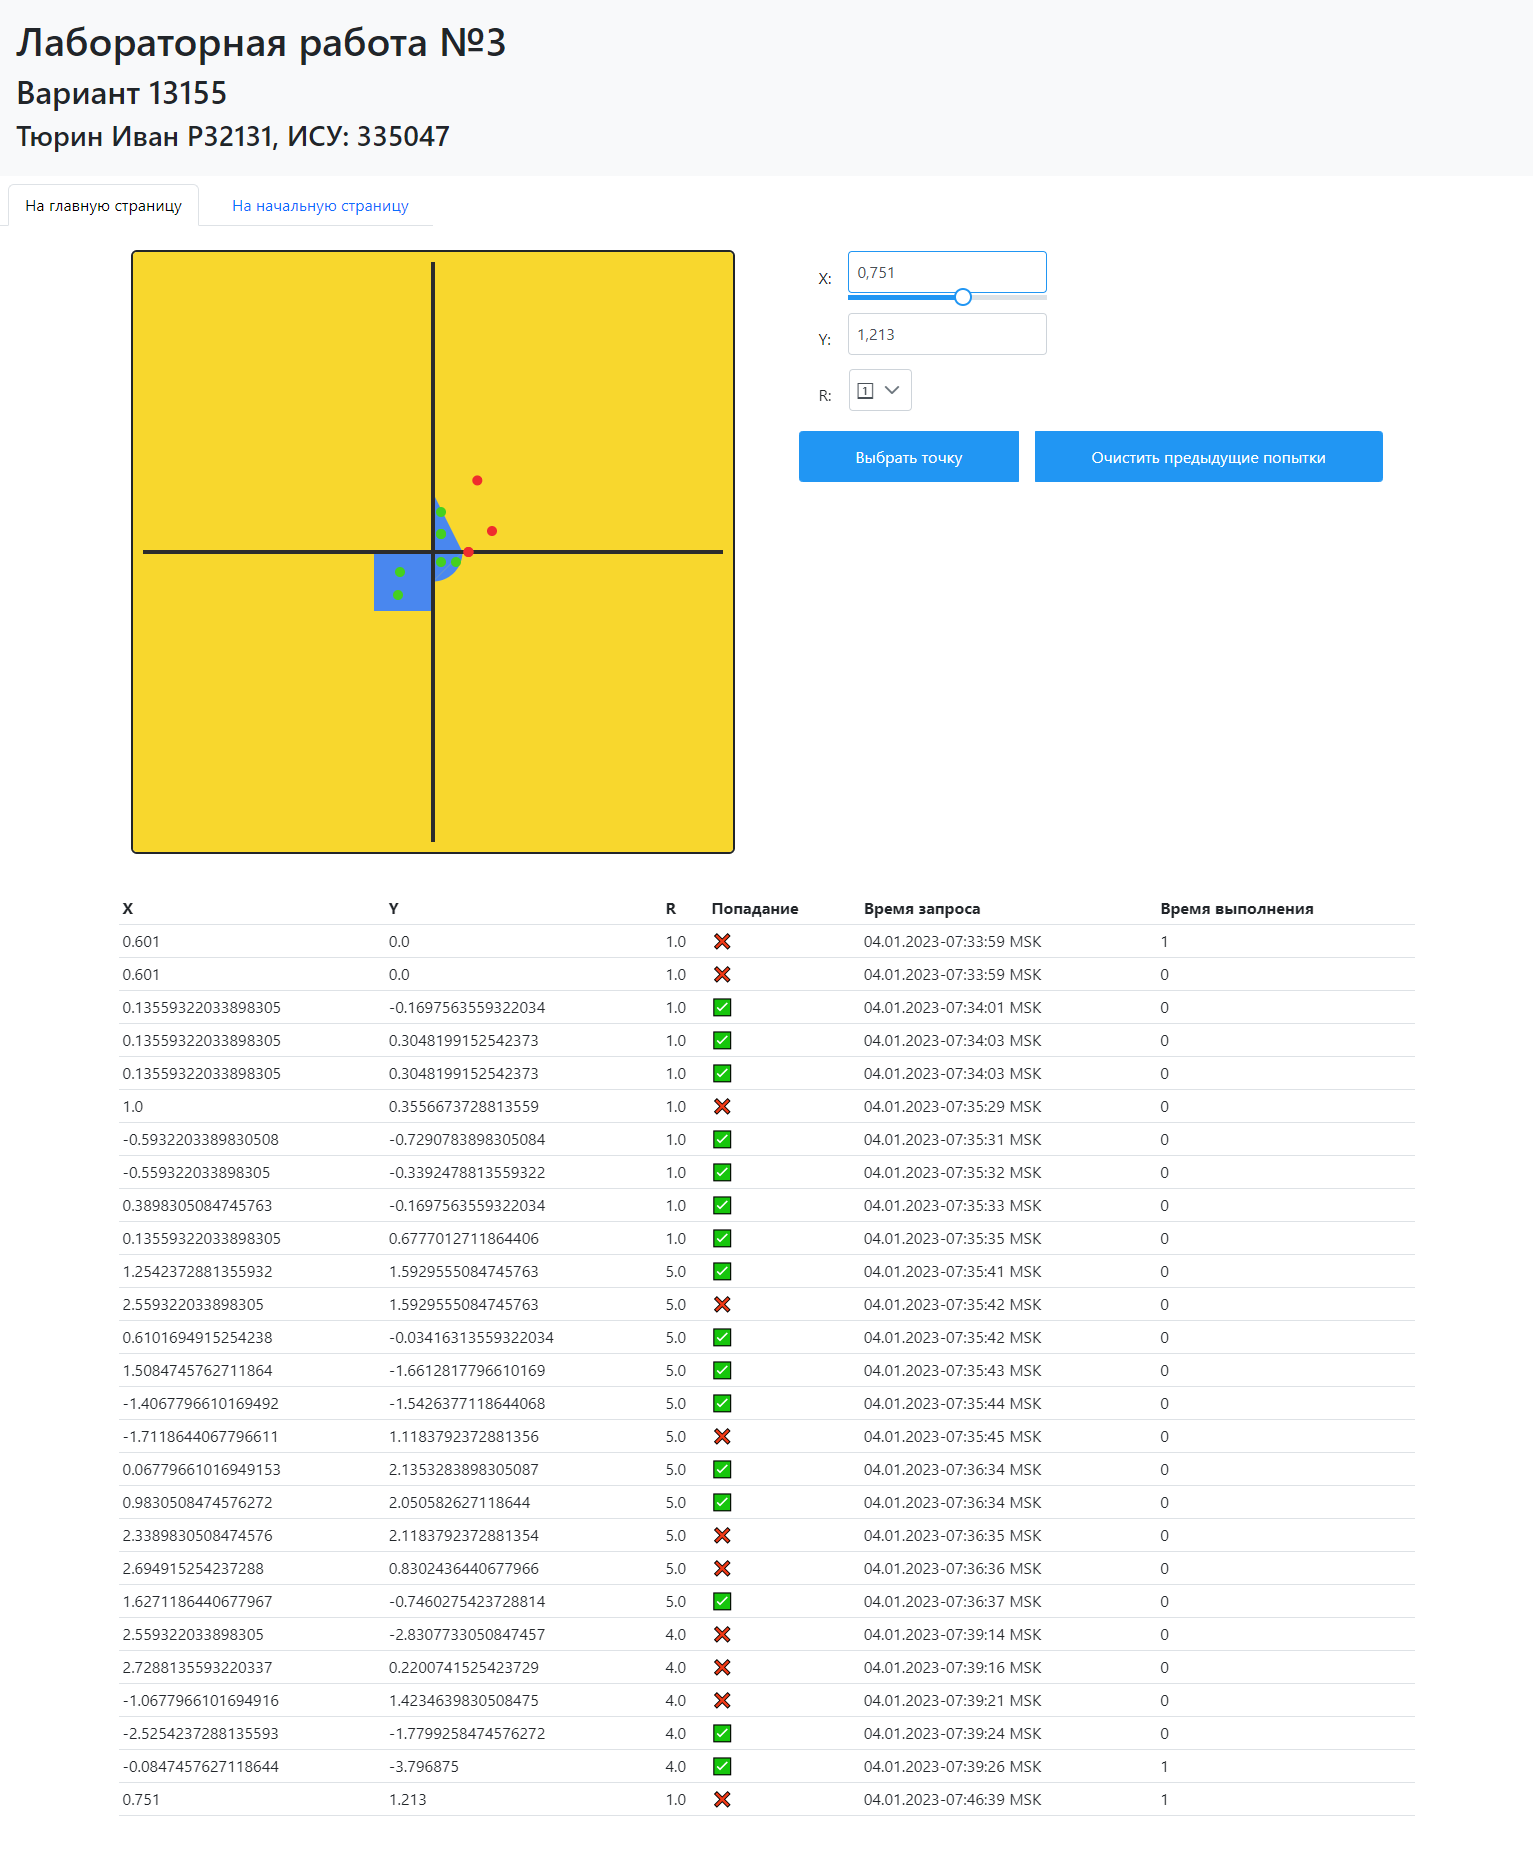 Лабораторная работа №3
Вариант 13155
Тюрин Иван P32131, ИСУ: 335047
На главную страницу На начальную страницу
X: 0,751
Y: 1,213
R: 1
Выбрать точку Очистить предыдущие попытки
X Y R Попадание Время запроса Время выполнения
0.601 0.0 1.0 04.01.2023-07:33:59 MSK 1
0.601 0.0 1.0 04.01.2023-07:33:59 MSK 0
0.13559322033898305 -0.1697563559322034 1.0 04.01.2023-07:34:01 MSK 0
0.13559322033898305 0.3048199152542373 1.0 04.01.2023-07:34:03 MSK 0
0.13559322033898305 0.3048199152542373 1.0 04.01.2023-07:34:03 MSK 0
1.0 0.3556673728813559 1.0 04.01.2023-07:35:29 MSK 0
-0.5932203389830508 -0.7290783898305084 1.0 04.01.2023-07:35:31 MSK 0
-0.559322033898305 -0.3392478813559322 1.0 04.01.2023-07:35:32 MSK 0
0.3898305084745763 -0.1697563559322034 1.0 04.01.2023-07:35:33 MSK 0
0.13559322033898305 0.6777012711864406 1.0 04.01.2023-07:35:35 MSK 0
1.2542372881355932 1.5929555084745763 5.0 04.01.2023-07:35:41 MSK 0
2.559322033898305 1.5929555084745763 5.0 04.01.2023-07:35:42 MSK 0
0.6101694915254238 -0.03416313559322034 5.0 04.01.2023-07:35:42 MSK 0
1.5084745762711864 -1.6612817796610169 5.0 04.01.2023-07:35:43 MSK 0
-1.4067796610169492 -1.5426377118644068 5.0 04.01.2023-07:35:44 MSK 0
-1.7118644067796611 1.1183792372881356 5.0 04.01.2023-07:35:45 MSK 0
0.06779661016949153 2.1353283898305087 5.0 04.01.2023-07:36:34 MSK 0
0.9830508474576272 2.050582627118644 5.0 04.01.2023-07:36:34 MSK 0
2.3389830508474576 2.1183792372881354 5.0 04.01.2023-07:36:35 MSK 0
2.694915254237288 0.8302436440677966 5.0 04.01.2023-07:36:36 MSK 0
1.6271186440677967 -0.7460275423728814 5.0 04.01.2023-07:36:37 MSK 0
2.559322033898305 -2.8307733050847457 4.0 04.01.2023-07:39:14 MSK 0
2.7288135593220337 0.2200741525423729 4.0 04.01.2023-07:39:16 MSK 0
-1.0677966101694916 1.4234639830508475 4.0 04.01.2023-07:39:21 MSK 0
-2.5254237288135593 -1.7799258474576272 4.0 04.01.2023-07:39:24 MSK 0
-0.0847457627118644 -3.796875 4.0 04.01.2023-07:39:26 MSK 1
0.751 1.213 1.0 04.01.2023-07:46:39 MSK 1